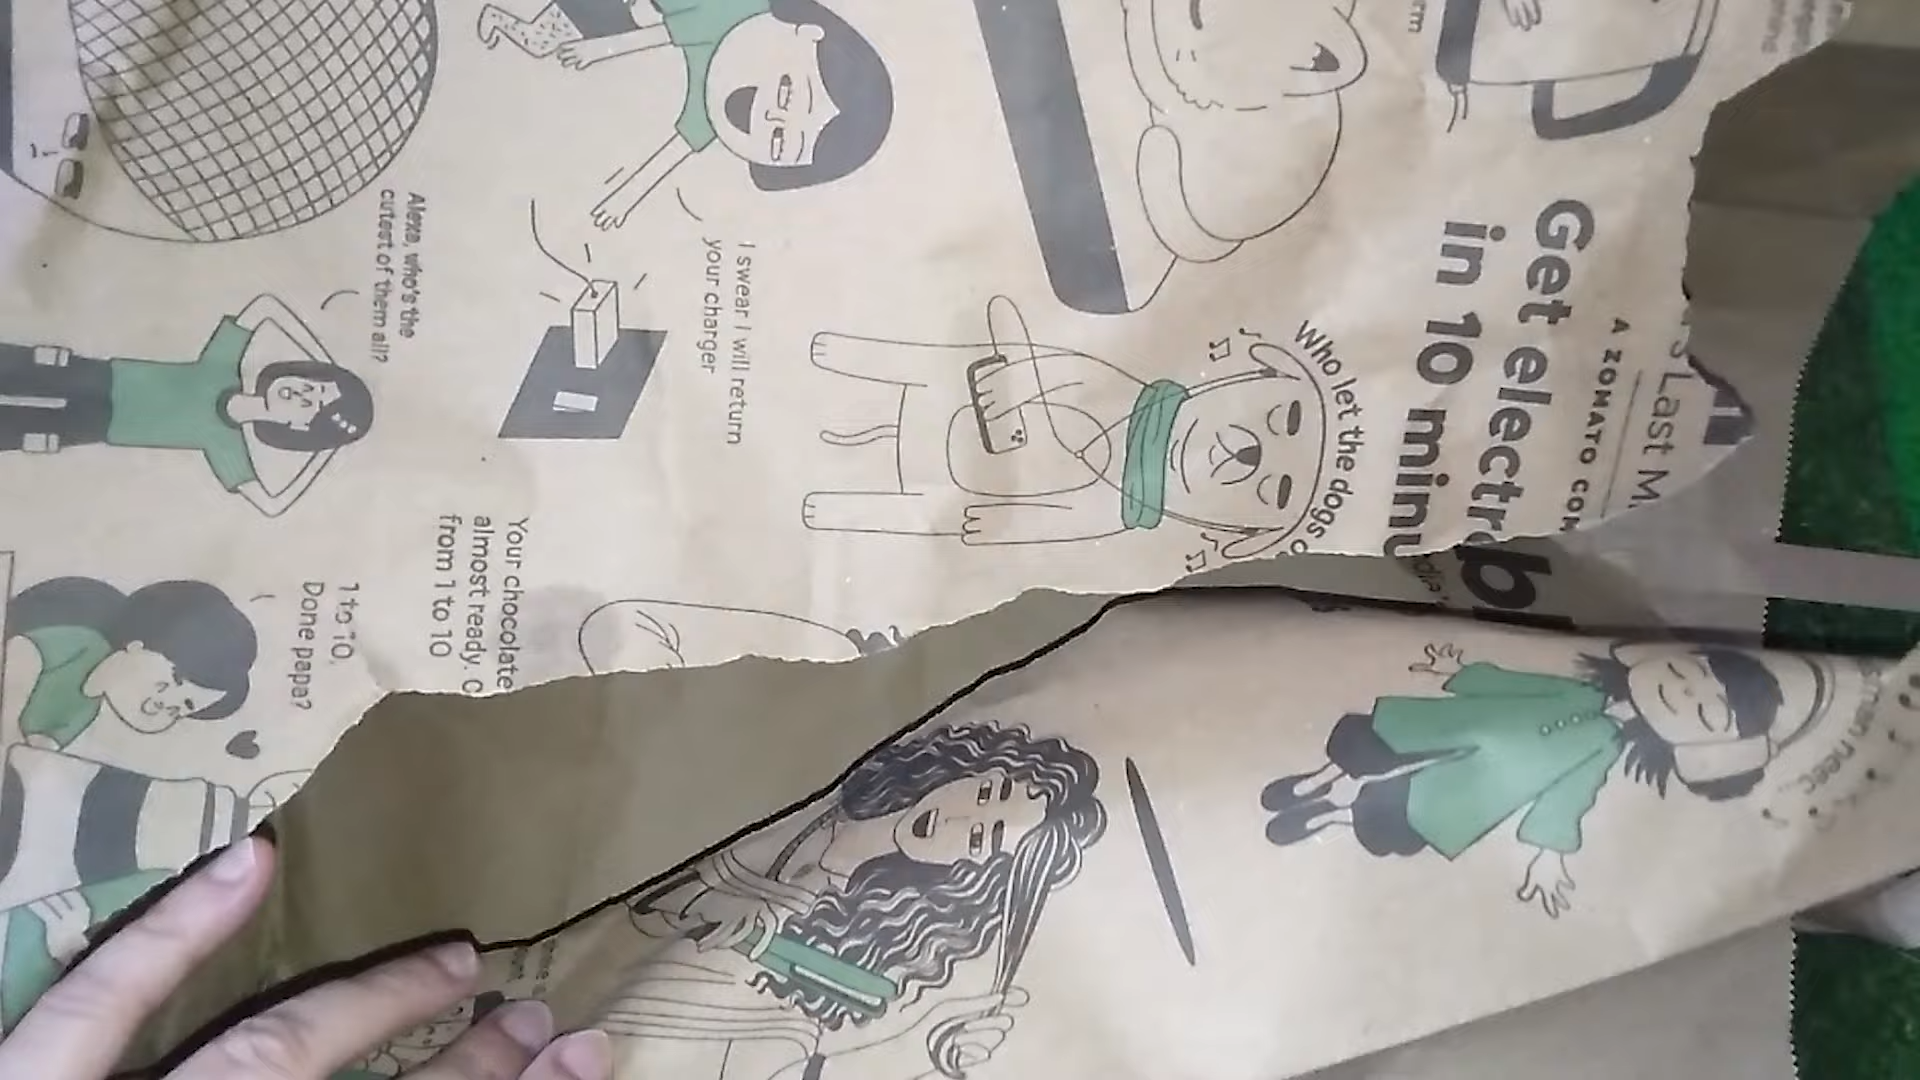 's Last M
A ZOMATO COM
Get electr
in 10 minu
Who let the dogs o
I swear I will return
your charger
Alexa, who's the
cutest of them all?
Your chocolate
almost ready. C
from 1 to 10
1 to 10.
Done papa?